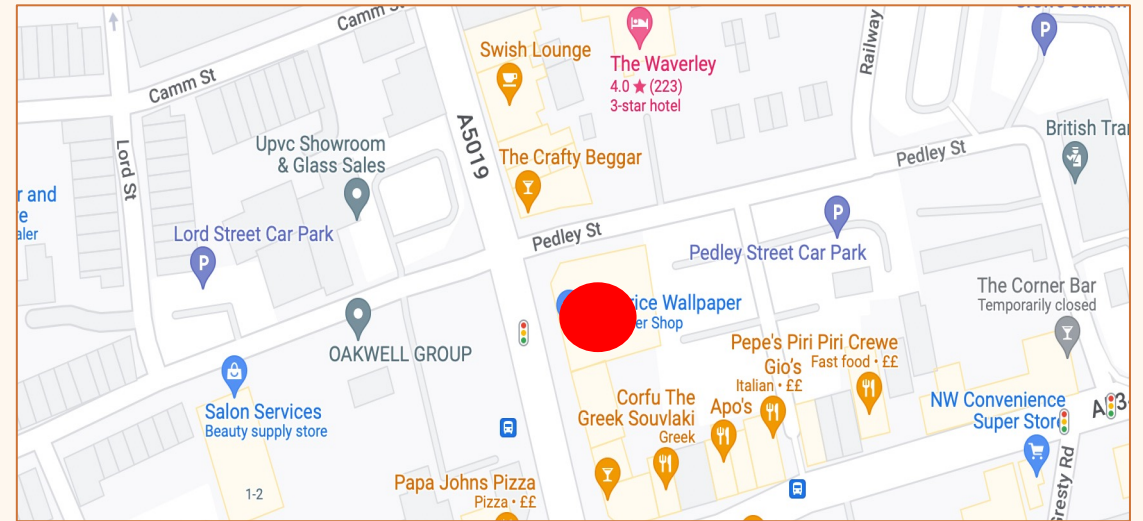 Camm St
Swish Lounge
The Waverley
4.0 ★ (223)
3-star hotel
Railway
P
Camm St
Lord St
Upvc Showroom
& Glass Sales
A5019
The Crafty Beggar
Pedley St
British
r and
e
aler
Lord Street Car Park
P
Pedley St
P
Pedley Street Car Park
The Corner Bar
Temporarily closed
rice Wallpaper
er Shop
OAKWELL GROUP
Pepe's Piri Piri Crewe
Fast food · ££
Gio's
Italian · ££
Salon Services
Beauty supply store
Corfu The
Greek Souvlaki
Greek
Apo's
NW Convenience
Super Store
Gresty Rd
1-2
Papa Johns Pizza
Pizza · ££